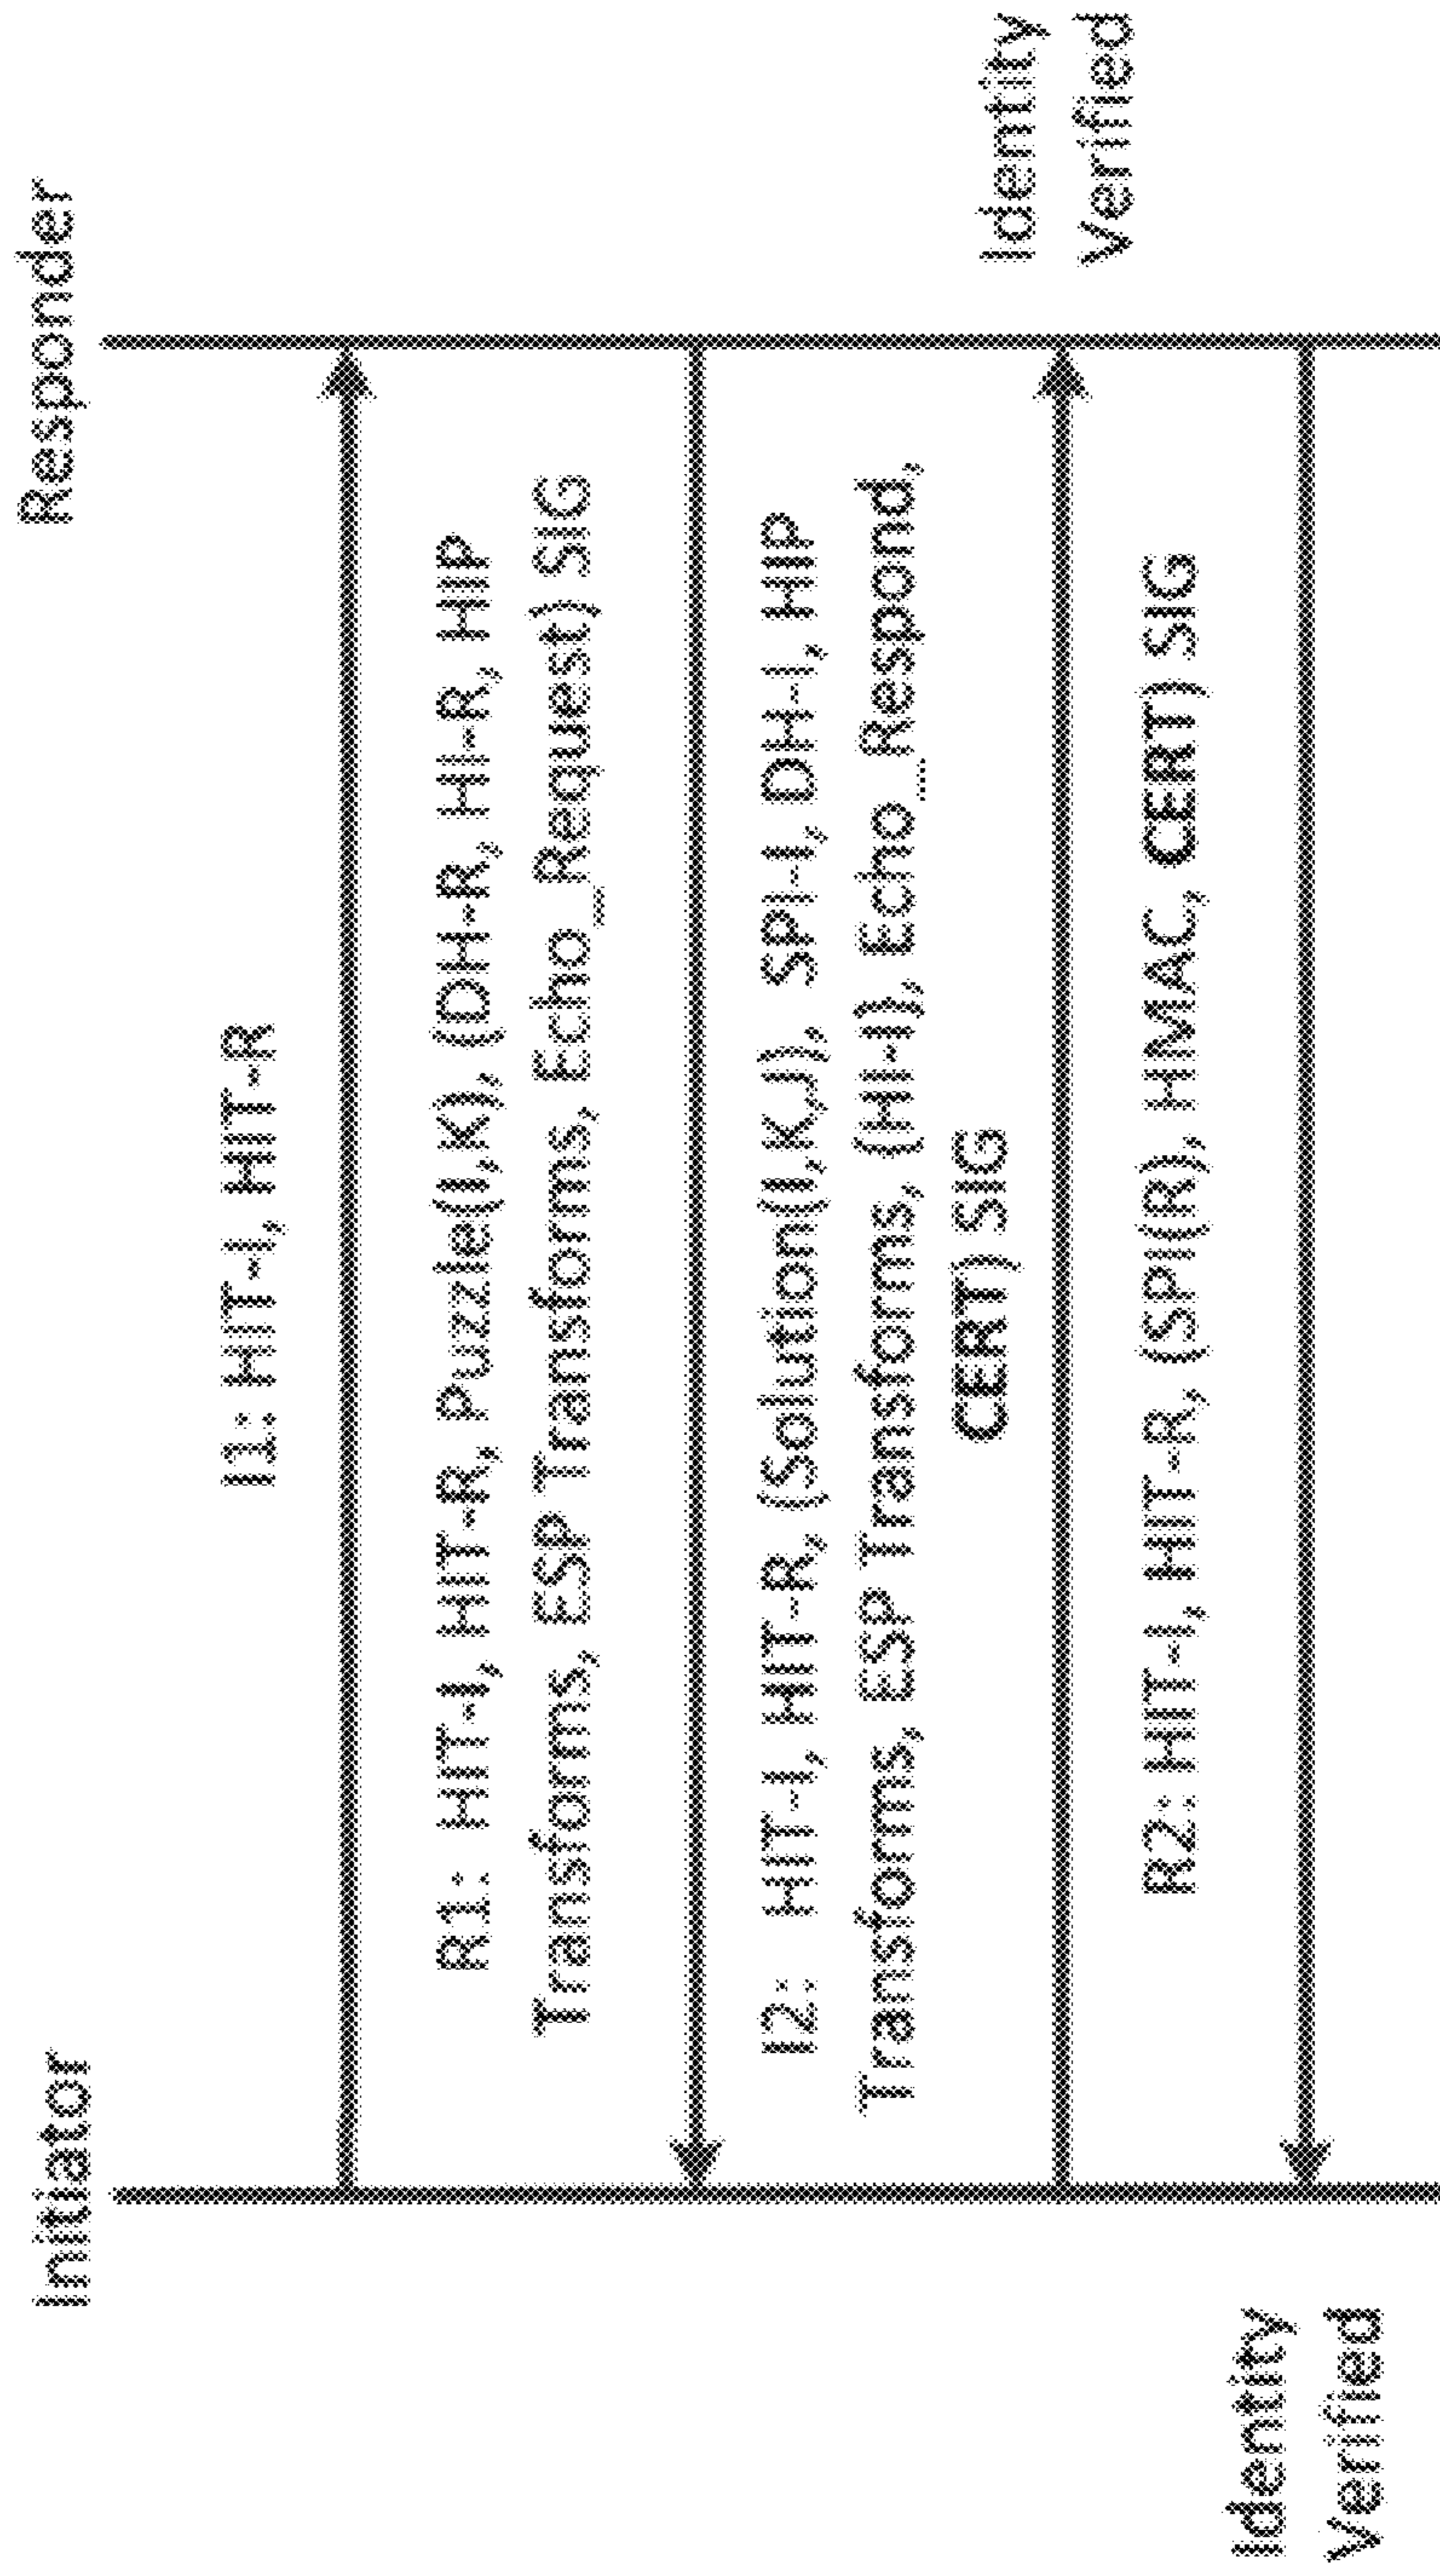 Initiator
Responder
I1: HIT-I, HIT-R
R1: HIT-I, HIT-R, Puzzle(I,K), (DH-R, HI-R, HIP
Transforms, ESP Transforms, Echo_Request) SIG
I2: HIT-I, HIT-R, (Solution(I,K,J), SPI-I, DH-I, HIP
Transforms, ESP Transforms, (HI-I), Echo_Respond,
CERT) SIG
Identity
Verified
R2: HIT-I, HIT-R, (SPI(R), HMAC, CERT) SIG
Identity
Verified